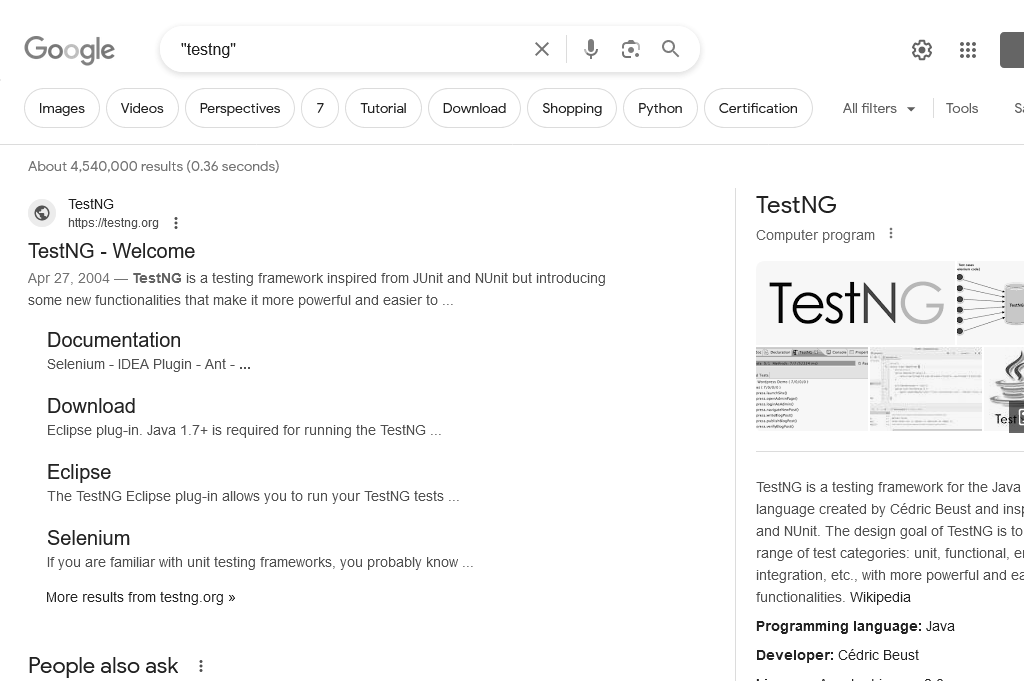 Google
"testng"
Images
Videos
Perspectives
7
Tutorial
Download
Shopping
Python
Certification
All filters
Tools
About 4,540,000 results (0.36 seconds)
TestNG
https://testng.org
TestNG - Welcome
Apr 27, 2004 — TestNG is a testing framework inspired from JUnit and NUnit but introducing
some new functionalities that make it more powerful and easier to ...
Documentation
Selenium - IDEA Plugin - Ant - ...
Download
Eclipse plug-in. Java 1.7+ is required for running the TestNG ...
Eclipse
The TestNG Eclipse plug-in allows you to run your TestNG tests ...
Selenium
If you are familiar with unit testing frameworks, you probably know ...
More results from testng.org »
People also ask
TestNG
Computer program
TestNG
TestNG is a testing framework for the Java
language created by Cédric Beust and insp
and NUnit. The design goal of TestNG is to
range of test categories: unit, functional, e
integration, etc., with more powerful and ea
functionalities. Wikipedia
Programming language: Java
Developer: Cédric Beust